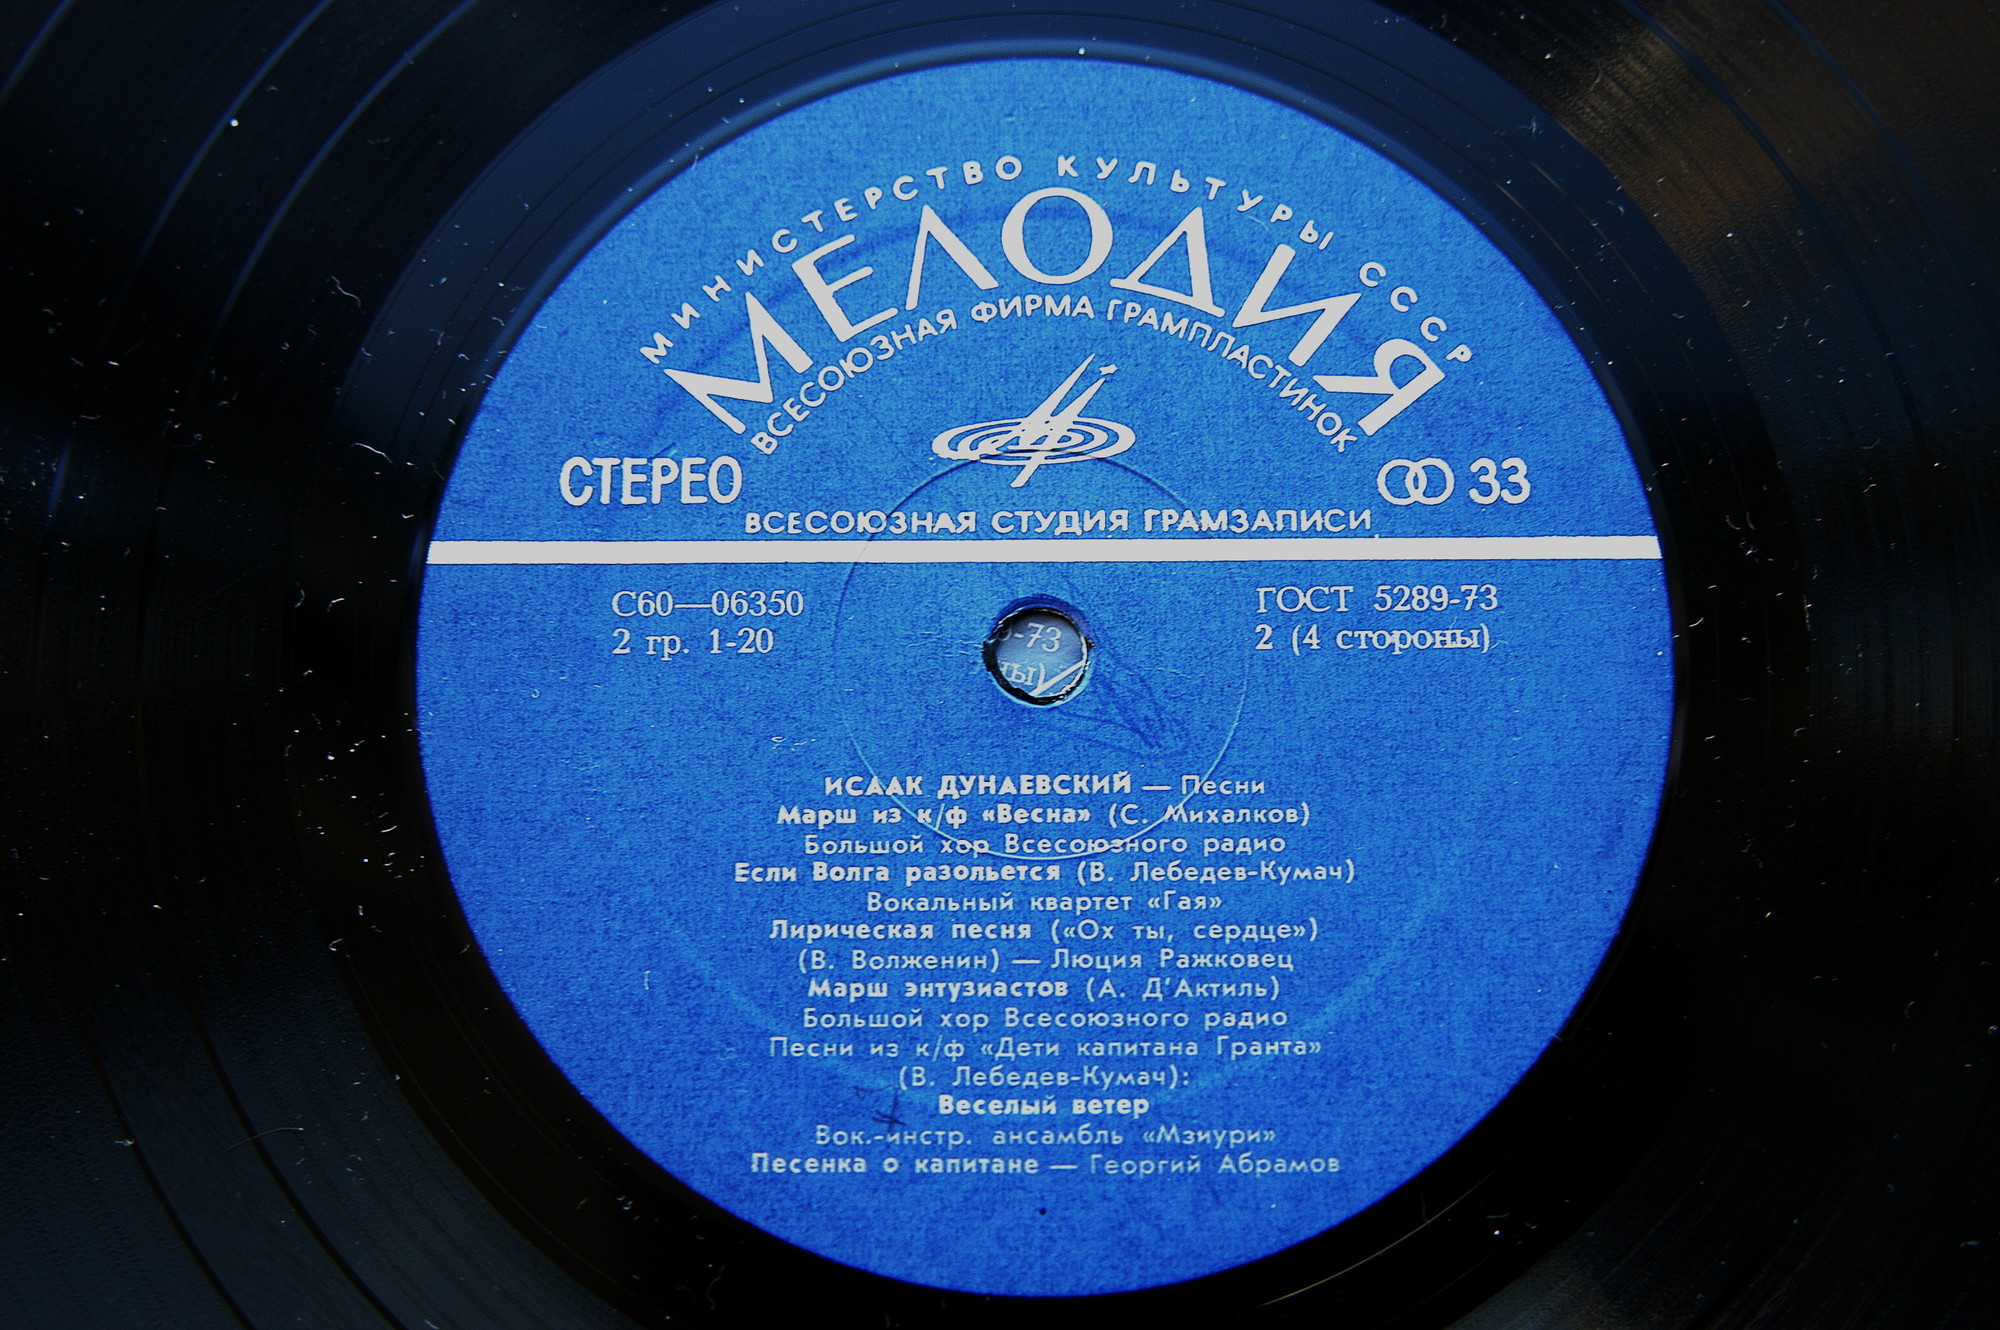 МИНИСТЕРСТВО КУЛЬТУРЫ СССР
МЕЛОДИЯ
ВСЕСОЮЗНАЯ ФИРМА ГРАМПЛАСТИНОК
СТЕРЕО
33
ВСЕСОЮЗНАЯ СТУДИЯ ГРАМЗАПИСИ
С60—06350
ГОСТ 5289-73
2 гр. 1-20
2 (4 стороны)
-73
ты)
ИСААК ДУНАЕВСКИЙ — Песни
Марш из к/ф «Весна» (С. Михалков)
Большой хор Всесоюзного радио
Если Волга разольется (В. Лебедев-Кумач)
Вокальный квартет «Гая»
Лирическая песня («Ох ты, сердце»)
(В. Волженин) — Люция Ражковец
Марш энтузиастов (А. Д'Актиль)
Большой хор Всесоюзного радио
Песни из к/ф «Дети капитана Гранта»
(В. Лебедев-Кумач):
Веселый ветер
Вок.-инстр. ансамбль «Мзиури»
Песенка о капитане — Георгий Абрамов